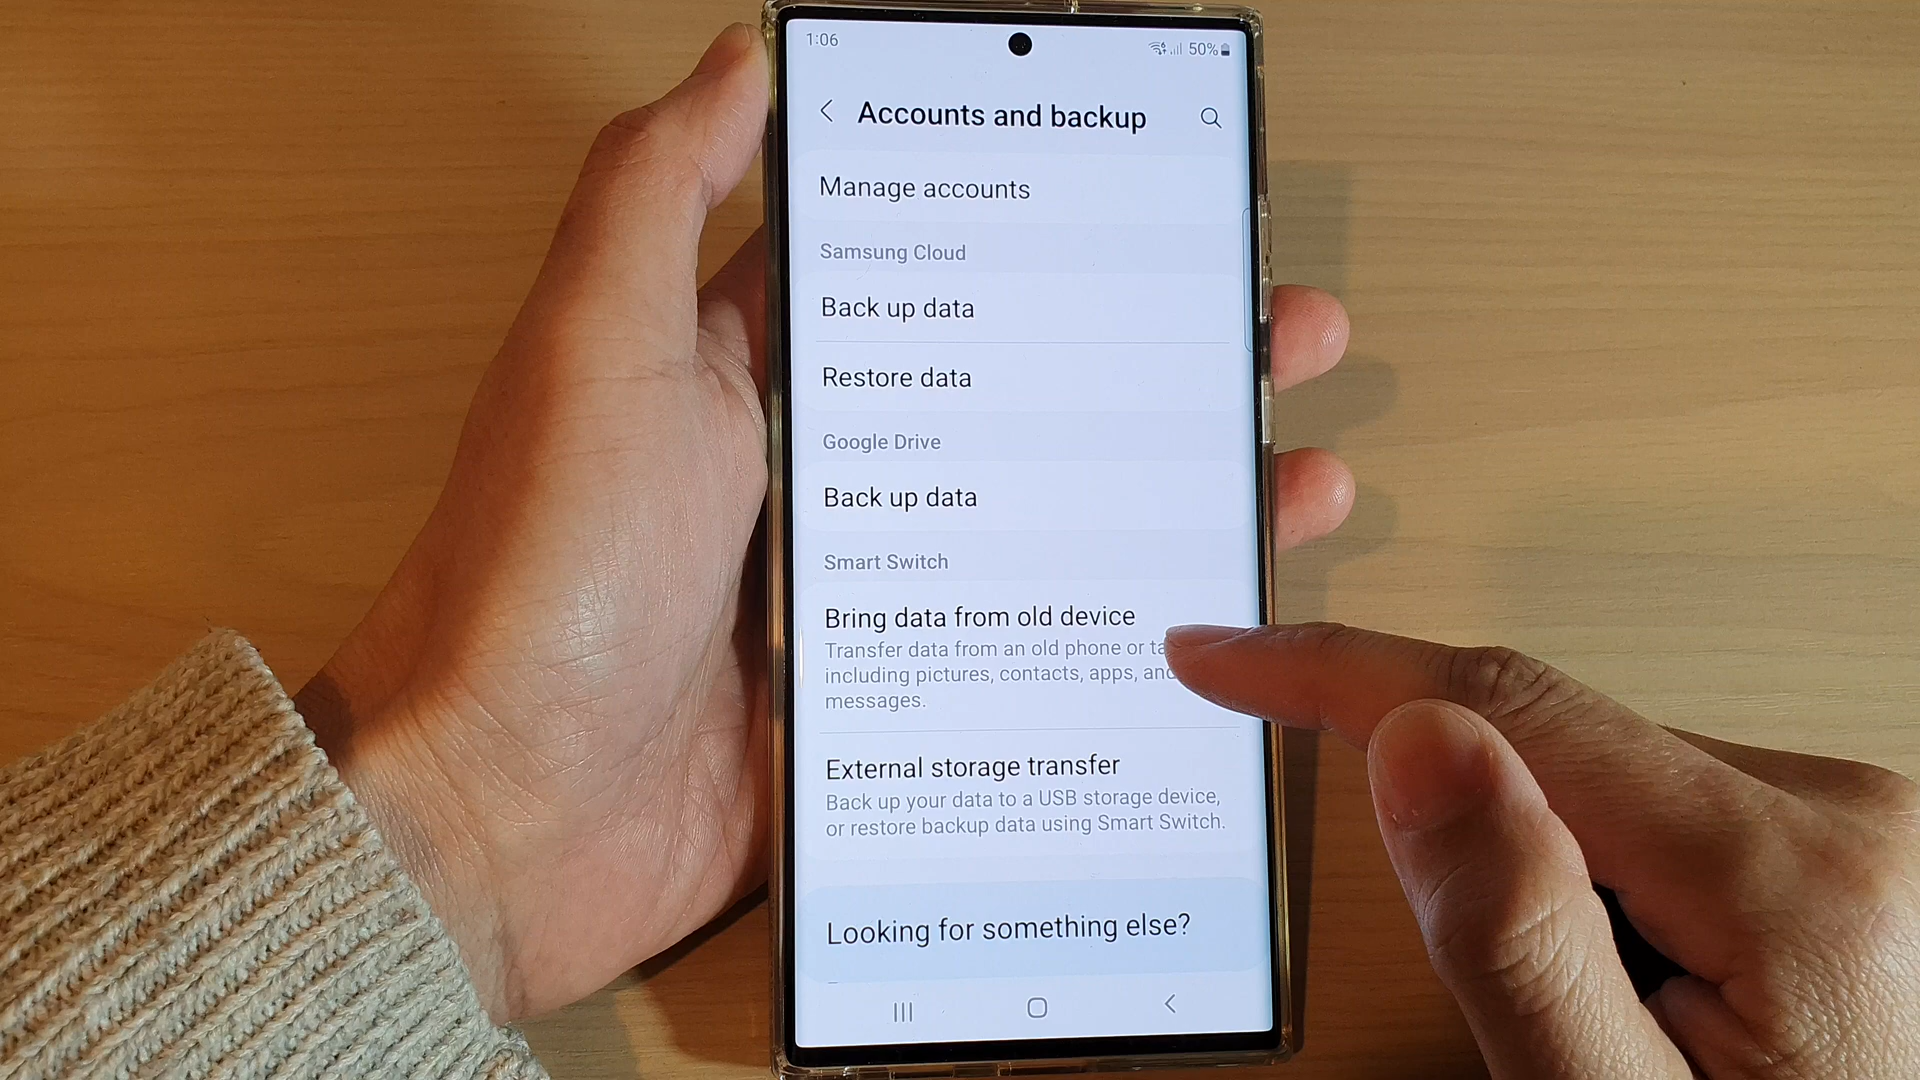 1:06
50%
Accounts and backup
Manage accounts
Samsung Cloud
Back up data
Restore data
Google Drive
Back up data
Smart Switch
Bring data from old device
Transfer data from an old phone or
including pictures, contacts, apps, and
messages.
External storage transfer
Back up your data to a USB storage device,
or restore backup data using Smart Switch.
Looking for something else?